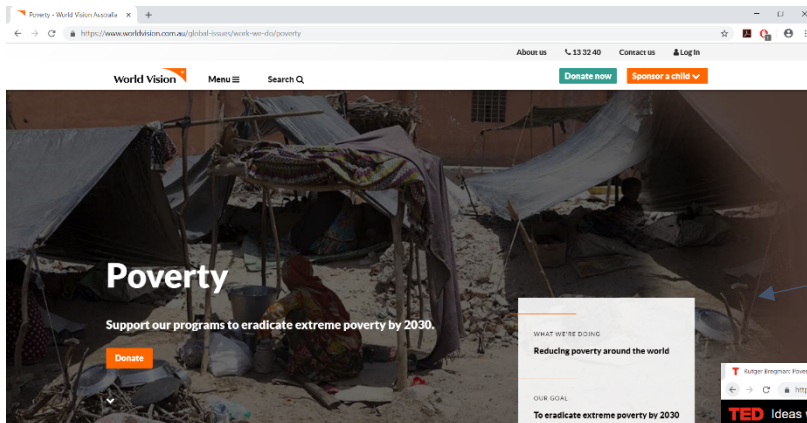 Poverty - World Vision Australia
https://www.worldvision.com.au/global-issues/work-we-do/poverty
About us 13 32 40 Contact us Log In
World Vision Menu Search Donate now Sponsor a child
Poverty
Support our programs to eradicate extreme poverty by 2030.
Donate
WHAT WE'RE DOING
Reducing poverty around the world
OUR GOAL
To eradicate extreme poverty by 2030
Rutger Bregman: Pover
http
TED Ideas